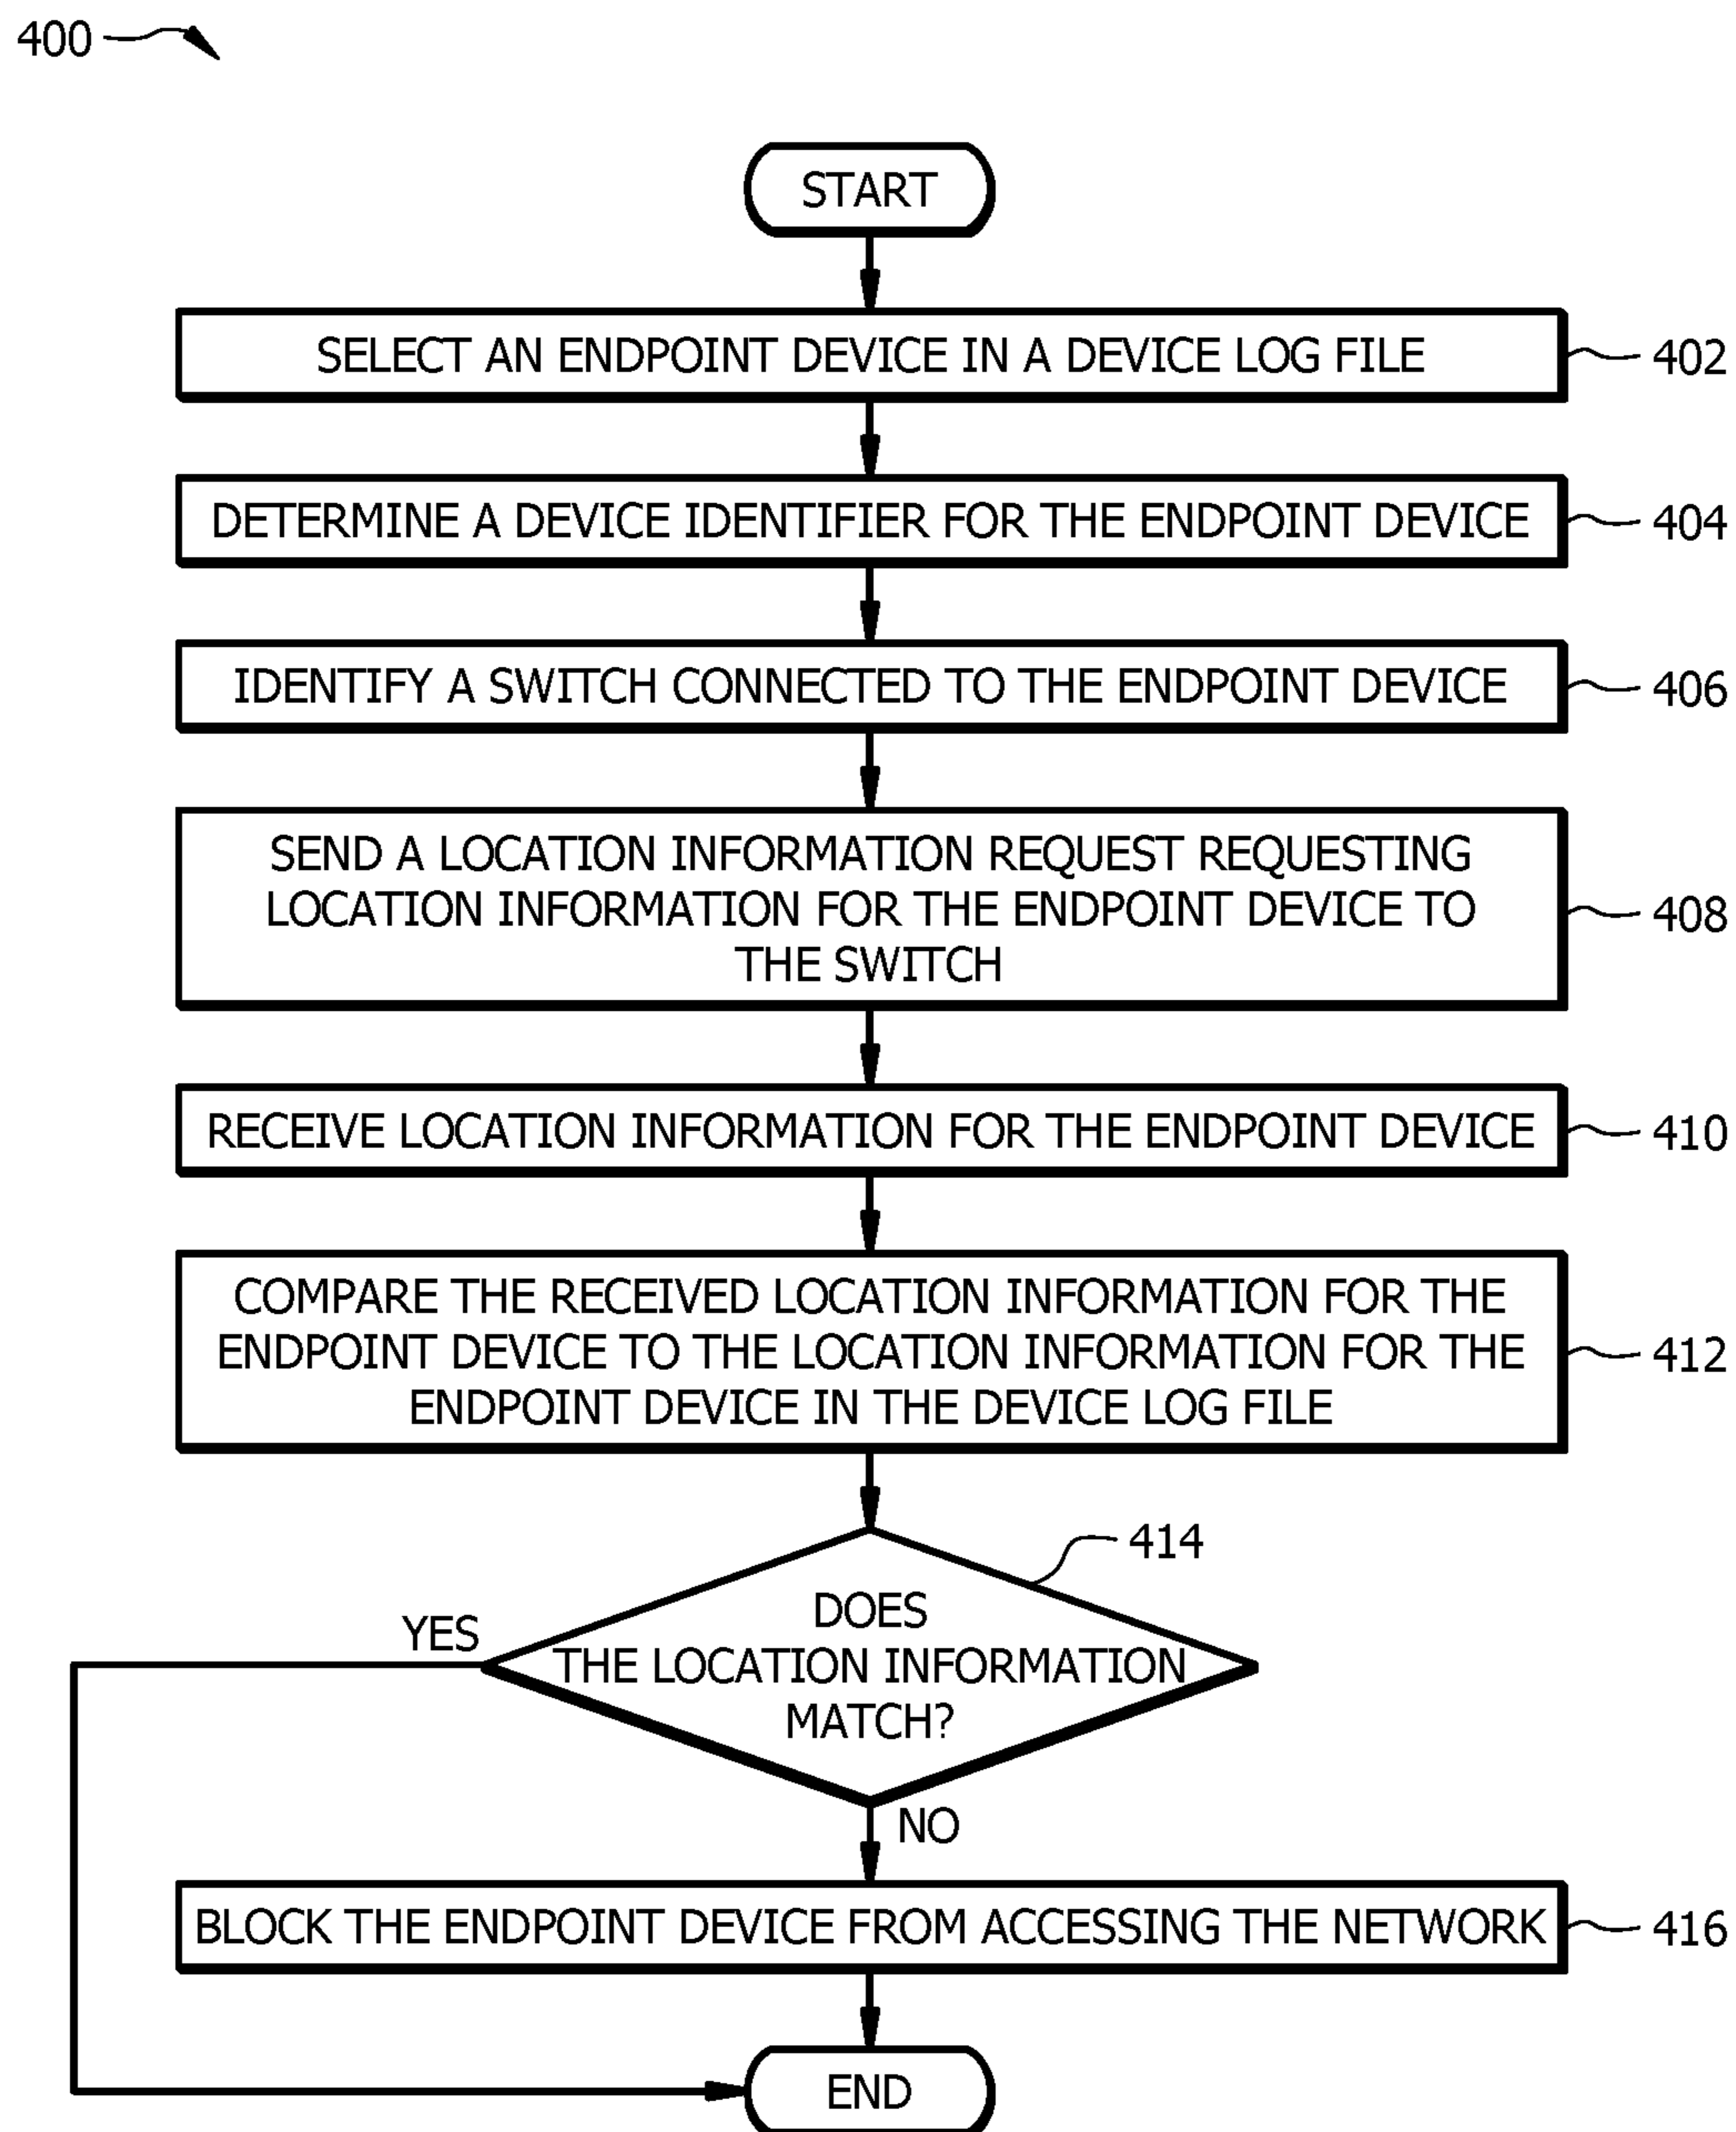 400
START
SELECT AN ENDPOINT DEVICE IN A DEVICE LOG FILE
402
DETERMINE A DEVICE IDENTIFIER FOR THE ENDPOINT DEVICE
404
IDENTIFY A SWITCH CONNECTED TO THE ENDPOINT DEVICE
406
SEND A LOCATION INFORMATION REQUEST REQUESTING
LOCATION INFORMATION FOR THE ENDPOINT DEVICE TO
THE SWITCH
408
RECEIVE LOCATION INFORMATION FOR THE ENDPOINT DEVICE
410
COMPARE THE RECEIVED LOCATION INFORMATION FOR THE
ENDPOINT DEVICE TO THE LOCATION INFORMATION FOR THE
ENDPOINT DEVICE IN THE DEVICE LOG FILE
412
414
DOES
THE LOCATION INFORMATION
MATCH?
YES
NO
BLOCK THE ENDPOINT DEVICE FROM ACCESSING THE NETWORK
416
END